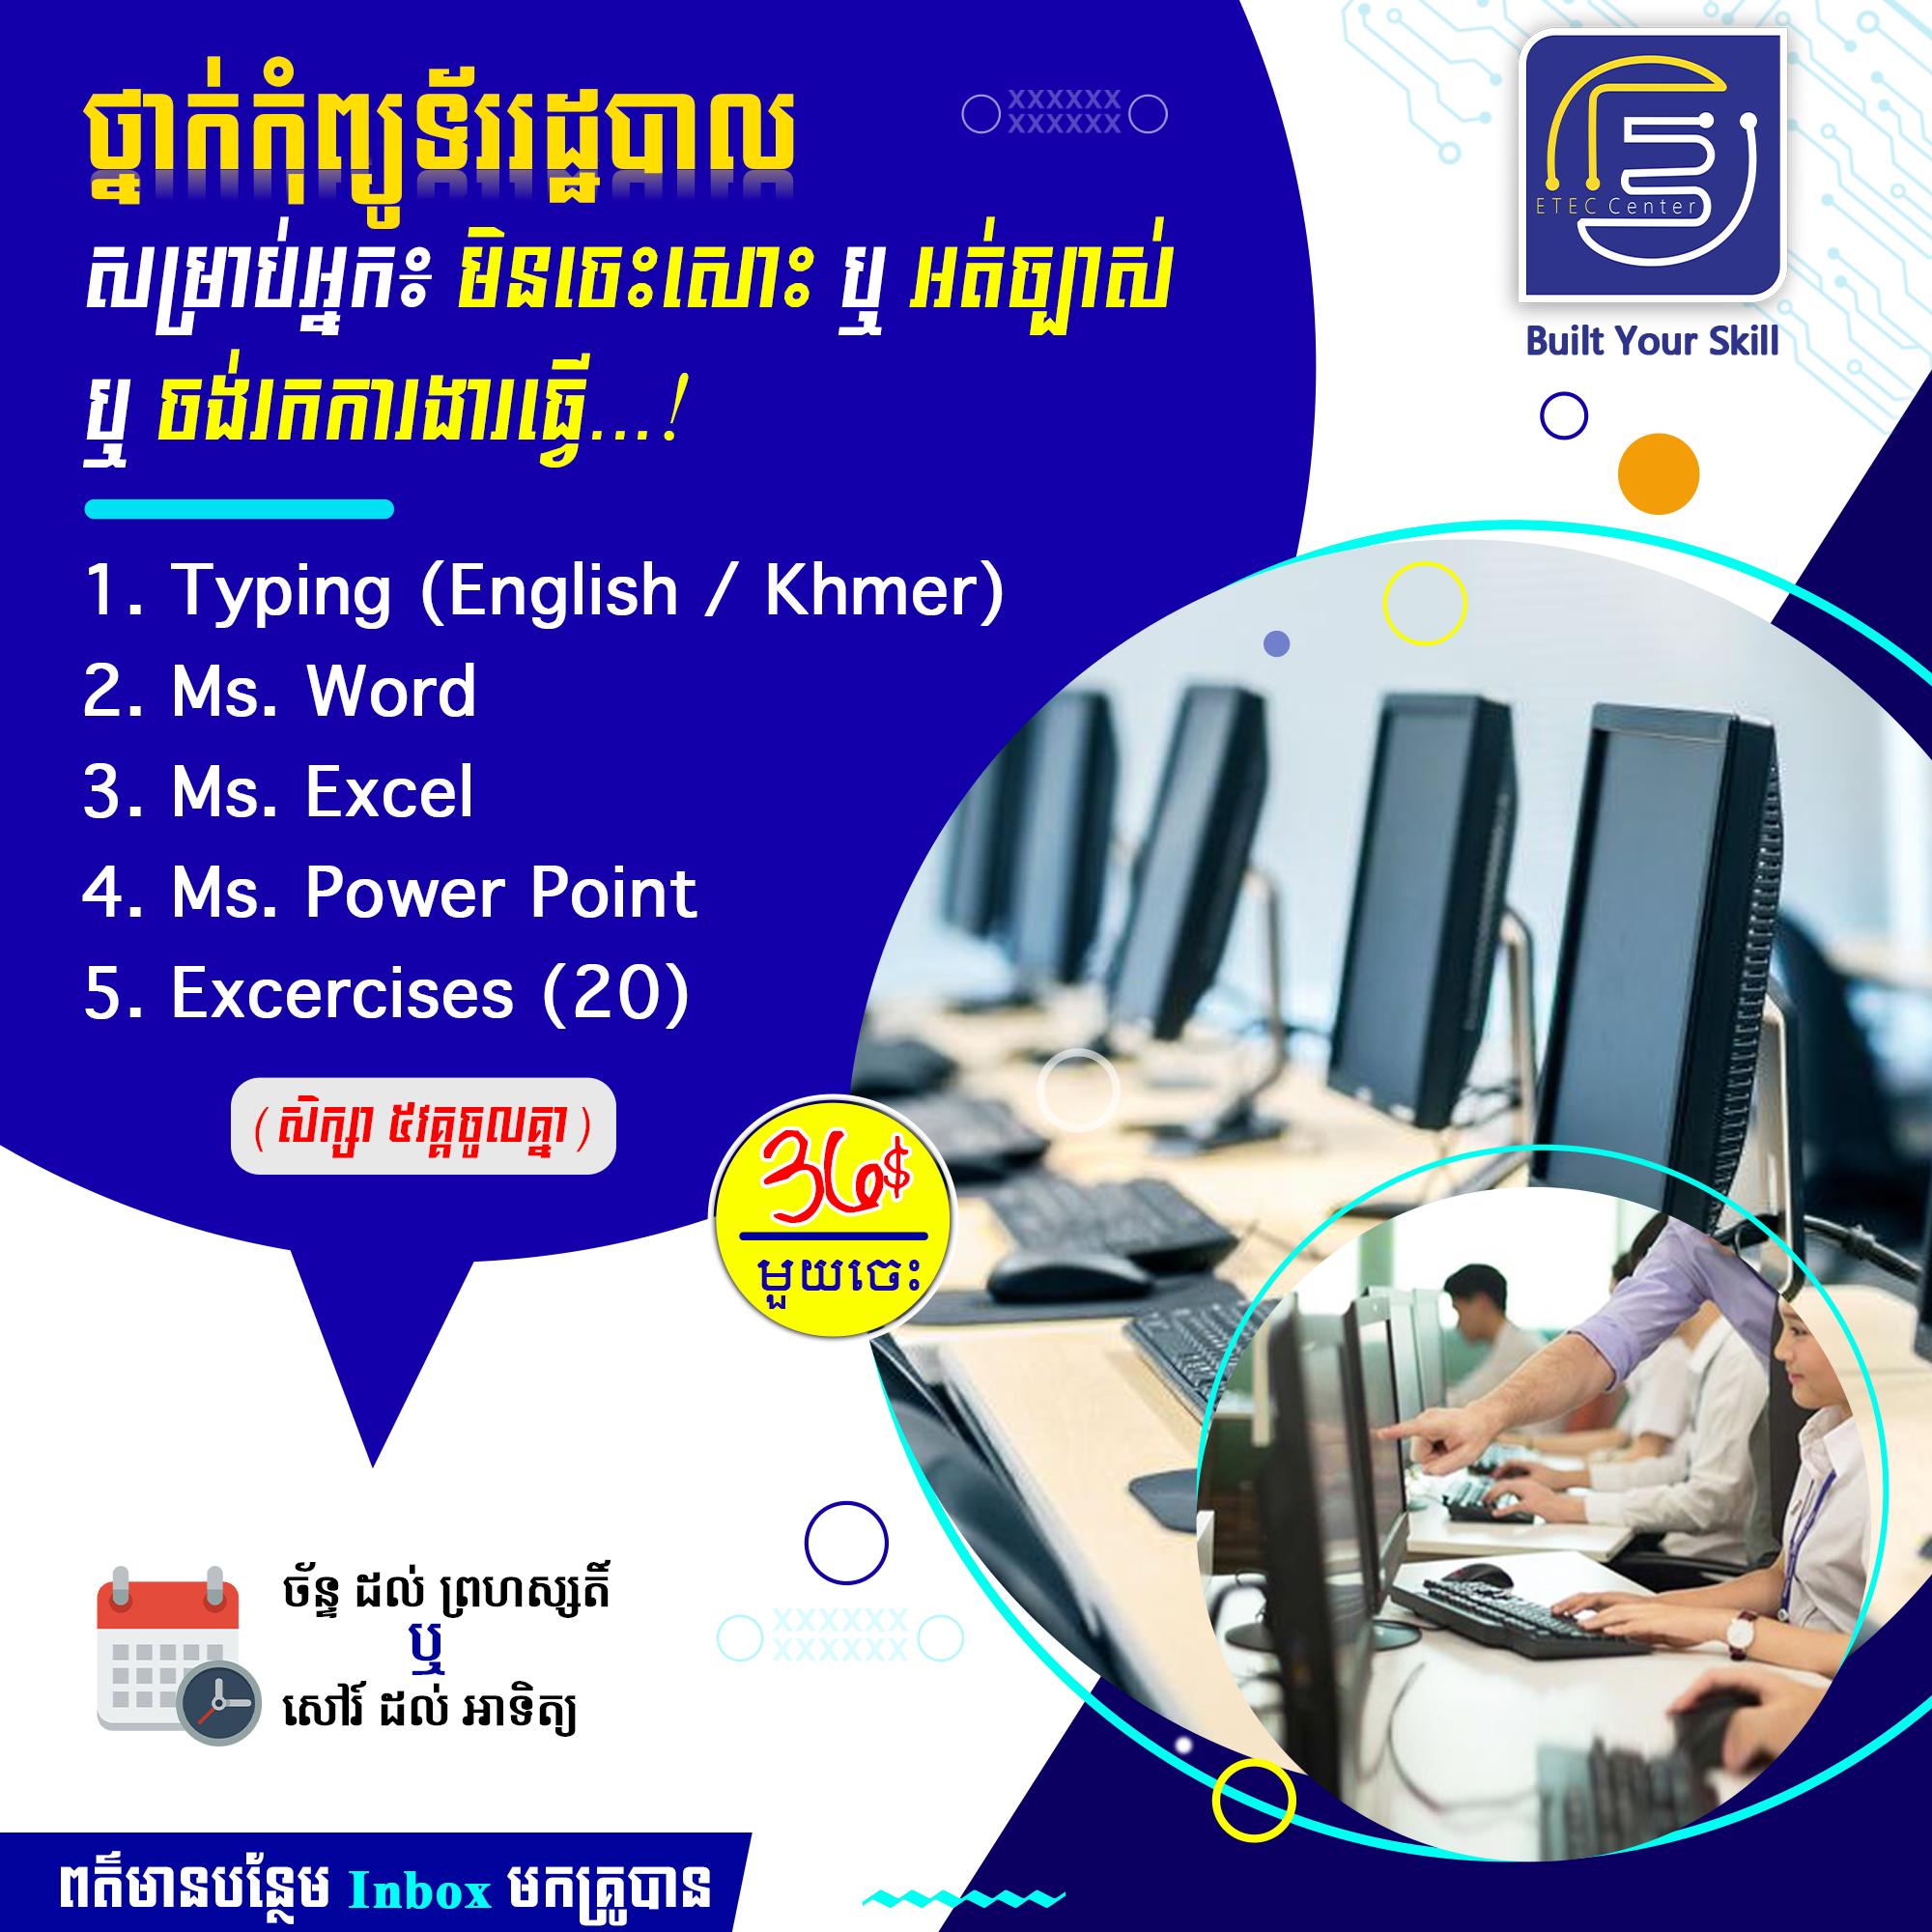 ថ្នាក់កុំព្យូទ័ររដ្ឋបាល
សម្រាប់អ្នក៖ មិនចេះសោះ ឬ អត់ច្បាស់
ឬ ចង់រកការងារធ្វើ...!
1. Typing (English / Khmer)
2. Ms. Word
3. Ms. Excel
4. Ms. Power Point
5. Excercises (20)
( សិក្សា ៥វគ្គចូលគ្នា )
36$
មួយចេះ
ETEC Center
Built Your Skill
XXXXXX
XXXXXX
ច័ន្ទ ដល់ ព្រហស្បតិ៍
ឬ
សៅរ៍ ដល់ អាទិត្យ
XXXXXX
XXXXXX
ពត៌មានបន្ថែម Inbox មកគ្រូបាន